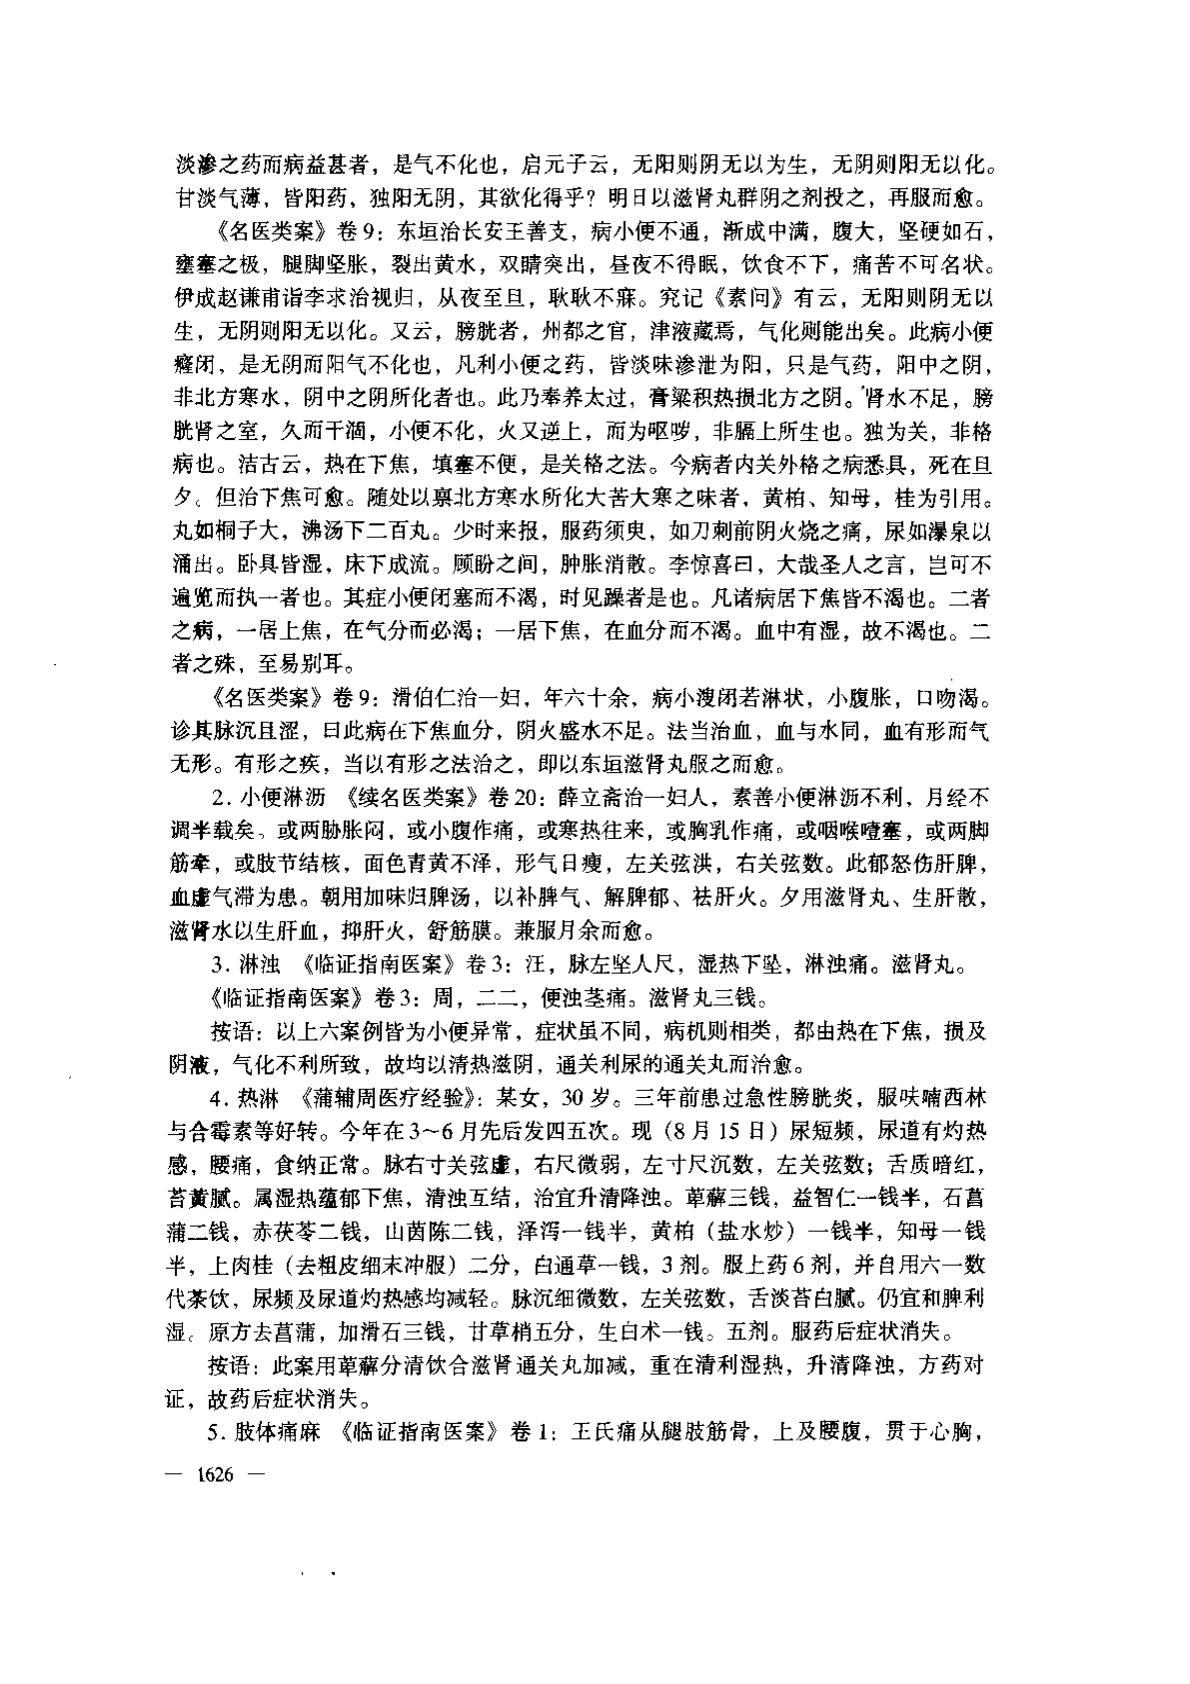 淡渗之药而病益甚者，是气不化也，启元子云，无阳则阴无以为生，无阴则阳无以化。
甘淡气薄，皆阳药，独阳无阴，其欲化得乎？明日以滋肾丸群阴之剂投之，再服而愈。
《名医类案》卷9：东垣治长安王善支，病小便不通，渐成中满，腹大，坚硬如石，
壅塞之极，腿脚坚胀，裂出黄水，双睛突出，昼夜不得眠，饮食不下，痛苦不可名状。
伊戚赵谦甫诣李求治视归，从夜至旦，耿耿不寐。究记《素问》有云，无阳则阴无以
生，无阴则阳无以化。又云，膀胱者，州都之官，津液藏焉，气化则能出矣。此病小便
癃闭，是无阴而阳气不化也，凡利小便之药，皆淡味渗泄为阳，只是气药，阳中之阴，
非北方寒水，阴中之阴所化者也。此乃奉养太过，膏粱积热损北方之阴。肾水不足，膀
胱肾之室，久而干涸，小便不化，火又逆上，而为呕哕，非膈上所生也。独为关，非格
病也。洁古云，热在下焦，填塞不便，是关格之法。今病者内关外格之病悉具，死在旦
夕。但治下焦可愈。随处以禀北方寒水所化大苦大寒之味者，黄柏、知母，桂为引用。
丸如桐子大，沸汤下二百丸。少时来报，服药须臾，如刀刺前阴火烧之痛，尿如瀑泉以
涌出。卧具皆湿，床下成流。顾盼之间，肿胀消散。李惊喜曰，大哉圣人之言，岂可不
遍览而执一者也。其症小便闭塞而不渴，时见躁者是也。凡诸病居下焦皆不渴也。二者
之病，一居上焦，在气分而必渴；一居下焦，在血分而不渴。血中有湿，故不渴也。二
者之殊，至易别耳。
《名医类案》卷9：滑伯仁治一妇，年六十余，病小溲闭若淋状，小腹胀，口吻渴。
诊其脉沉且涩，曰此病在下焦血分，阴火盛水不足。法当治血，血与水同，血有形而气
无形。有形之疾，当以有形之法治之，即以东垣滋肾丸服之而愈。
2. 小便淋沥 《续名医类案》卷20：薛立斋治一妇人，素善小便淋沥不利，月经不
调半载矣。或两胁胀闷，或小腹作痛，或寒热往来，或胸乳作痛，或咽喉噎塞，或两脚
筋牵，或肢节结核，面色青黄不泽，形气日瘦，左关弦洪，右关弦数。此郁怒伤肝脾，
血虚气滞为患。朝用加味归脾汤，以补脾气、解脾郁、祛肝火。夕用滋肾丸、生肝散，
滋肾水以生肝血，抑肝火，舒筋膜。兼服月余而愈。
3. 淋浊 《临证指南医案》卷3：汪，脉左坚人尺，湿热下坠，淋浊痛。滋肾丸。
《临证指南医案》卷3：周，二二，便浊茎痛。滋肾丸三钱。
按语：以上六案例皆为小便异常，症状虽不同，病机则相类，都由热在下焦，损及
阴液，气化不利所致，故均以清热滋阴，通关利尿的通关丸而治愈。
4. 热淋 《蒲辅周医疗经验》：某女，30岁。三年前患过急性膀胱炎，服呋喃西林
与合霉素等好转。今年在3～6月先后发四五次。现（8月15日）尿短频，尿道有灼热
感，腰痛，食纳正常。脉右寸关弦虚，右尺微弱，左寸尺沉数，左关弦数；舌质暗红，
苔黄腻。属湿热蕴郁下焦，清浊互结，治宜升清降浊。萆薢三钱，益智仁一钱半，石菖
蒲二钱，赤茯苓二钱，山茵陈二钱，泽泻一钱半，黄柏（盐水炒）一钱半，知母一钱
半，上肉桂（去粗皮细末冲服）二分，白通草一钱，3剂。服上药6剂，并自用六一数
代茶饮，尿频及尿道灼热感均减轻。脉沉细微数，左关弦数，舌淡苔白腻。仍宜和脾利
湿。原方去菖蒲，加滑石三钱，甘草梢五分，生白术一钱。五剂。服药后症状消失。
按语：此案用萆薢分清饮合滋肾通关丸加减，重在清利湿热，升清降浊，方药对
证，故药后症状消失。
5. 肢体痛麻 《临证指南医案》卷1：王氏痛从腿肢筋骨，上及腰腹，贯于心胸，
— 1626 —